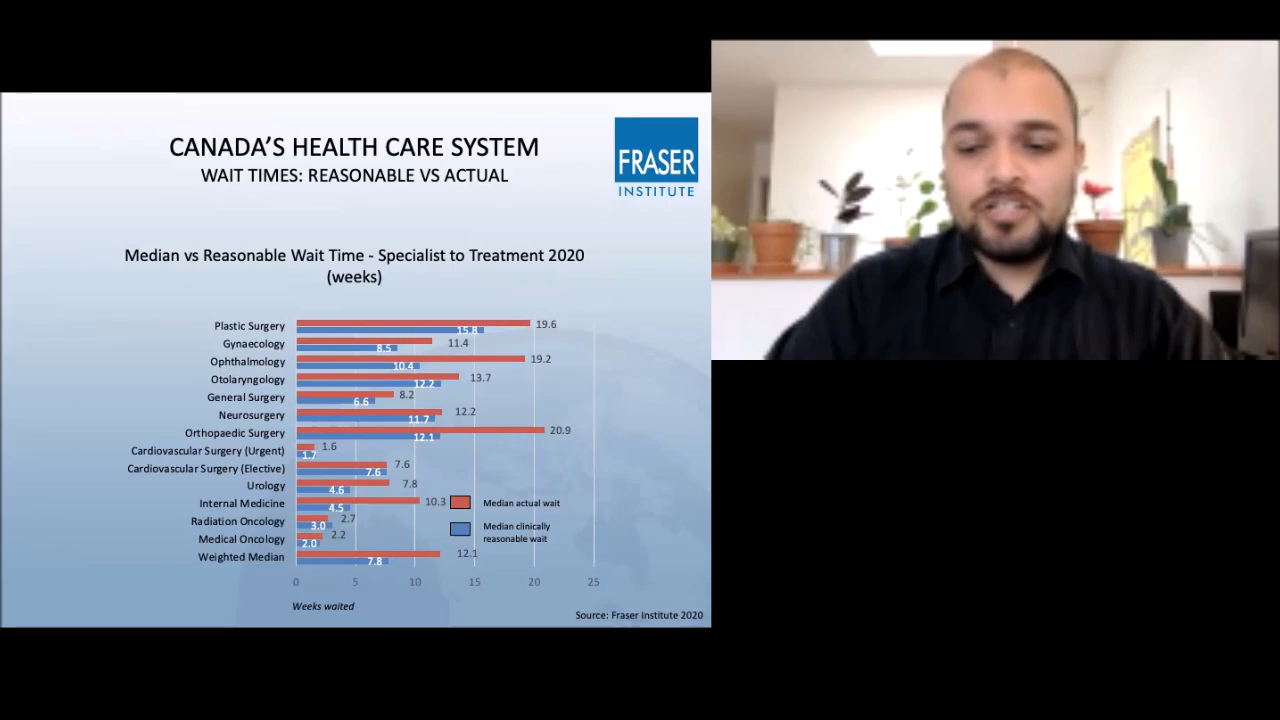 CANADA'S HEALTH CARE SYSTEM
WAIT TIMES: REASONABLE VS ACTUAL
FRASER
INSTITUTE
Median vs Reasonable Wait Time - Specialist to Treatment 2020
(weeks)
Plastic Surgery 19.6
15.8
Gynaecology 11.4
8.5
Ophthalmology 19.2
10.4
Otolaryngology 13.7
12.2
General Surgery 8.2
6.6
Neurosurgery 12.2
11.7
Orthopaedic Surgery 20.9
12.1
Cardiovascular Surgery (Urgent) 1.6
1.7
Cardiovascular Surgery (Elective) 7.6
7.6
Urology 7.8
4.6
Internal Medicine 10.3
4.5
Radiation Oncology 2.7
3.0
Medical Oncology 2.2
2.0
Weighted Median 12.1
7.8
Median actual wait
Median clinically
reasonable wait
0 5 10 15 20 25
Weeks waited
Source: Fraser Institute 2020